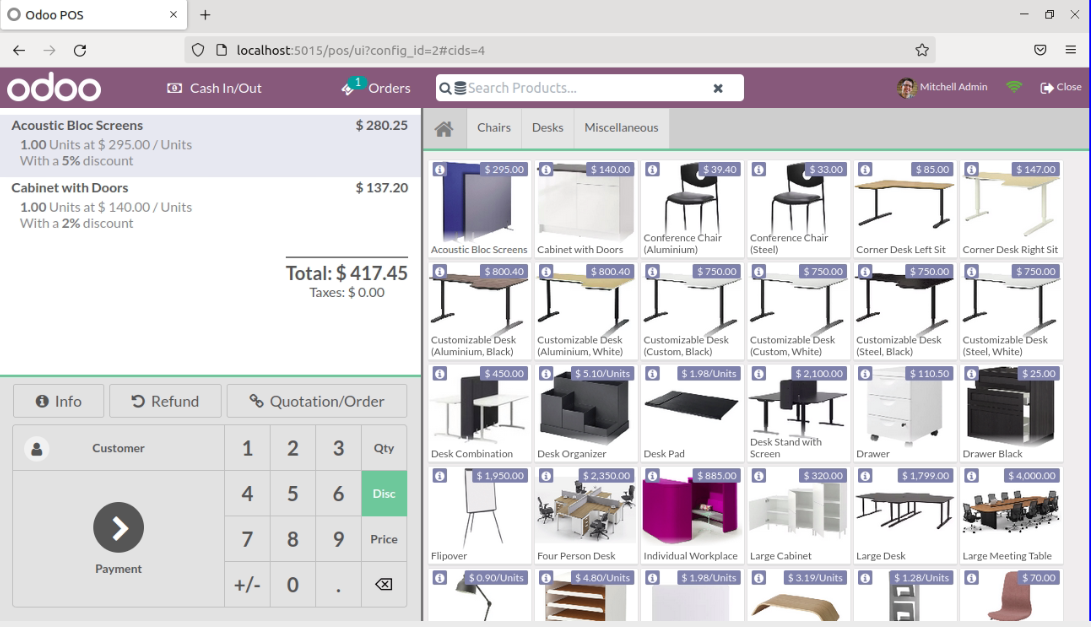 Odoo POS
localhost:5015/pos/ui?config_id=2#cids=4
odoo
Cash In/Out
1
Orders
Search Products...
Mitchell Admin
Close
Acoustic Bloc Screens $ 280.25
1.00 Units at $ 295.00 / Units
With a 5% discount
Cabinet with Doors $ 137.20
1.00 Units at $ 140.00 / Units
With a 2% discount
Total: $ 417.45
Taxes: $ 0.00
Info
Refund
Quotation/Order
Customer
Payment
1 2 3 Qty
4 5 6 Disc
7 8 9 Price
+/- 0 .
Chairs
Desks
Miscellaneous
$ 295.00
Acoustic Bloc Screens
$ 140.00
Cabinet with Doors
$ 39.40
Conference Chair
(Aluminium)
$ 33.00
Conference Chair
(Steel)
$ 85.00
Corner Desk Left Sit
$ 147.00
Corner Desk Right Sit
$ 800.40
Customizable Desk
(Aluminium, Black)
$ 800.40
Customizable Desk
(Aluminium, White)
$ 750.00
Customizable Desk
(Custom, Black)
$ 750.00
Customizable Desk
(Custom, White)
$ 750.00
Customizable Desk
(Steel, Black)
$ 750.00
Customizable Desk
(Steel, White)
$ 450.00
Desk Combination
$ 5.10/Units
Desk Organizer
$ 1.98/Units
Desk Pad
$ 2,100.00
Desk Stand with
Screen
$ 110.50
Drawer
$ 25.00
Drawer Black
$ 1,950.00
Flipover
$ 2,350.00
Four Person Desk
$ 885.00
Individual Workplace
$ 320.00
Large Cabinet
$ 1,799.00
Large Desk
$ 4,000.00
Large Meeting Table
$ 0.90/Units
$ 4.80/Units
$ 1.98/Units
$ 3.19/Units
$ 1.28/Units
$ 70.00